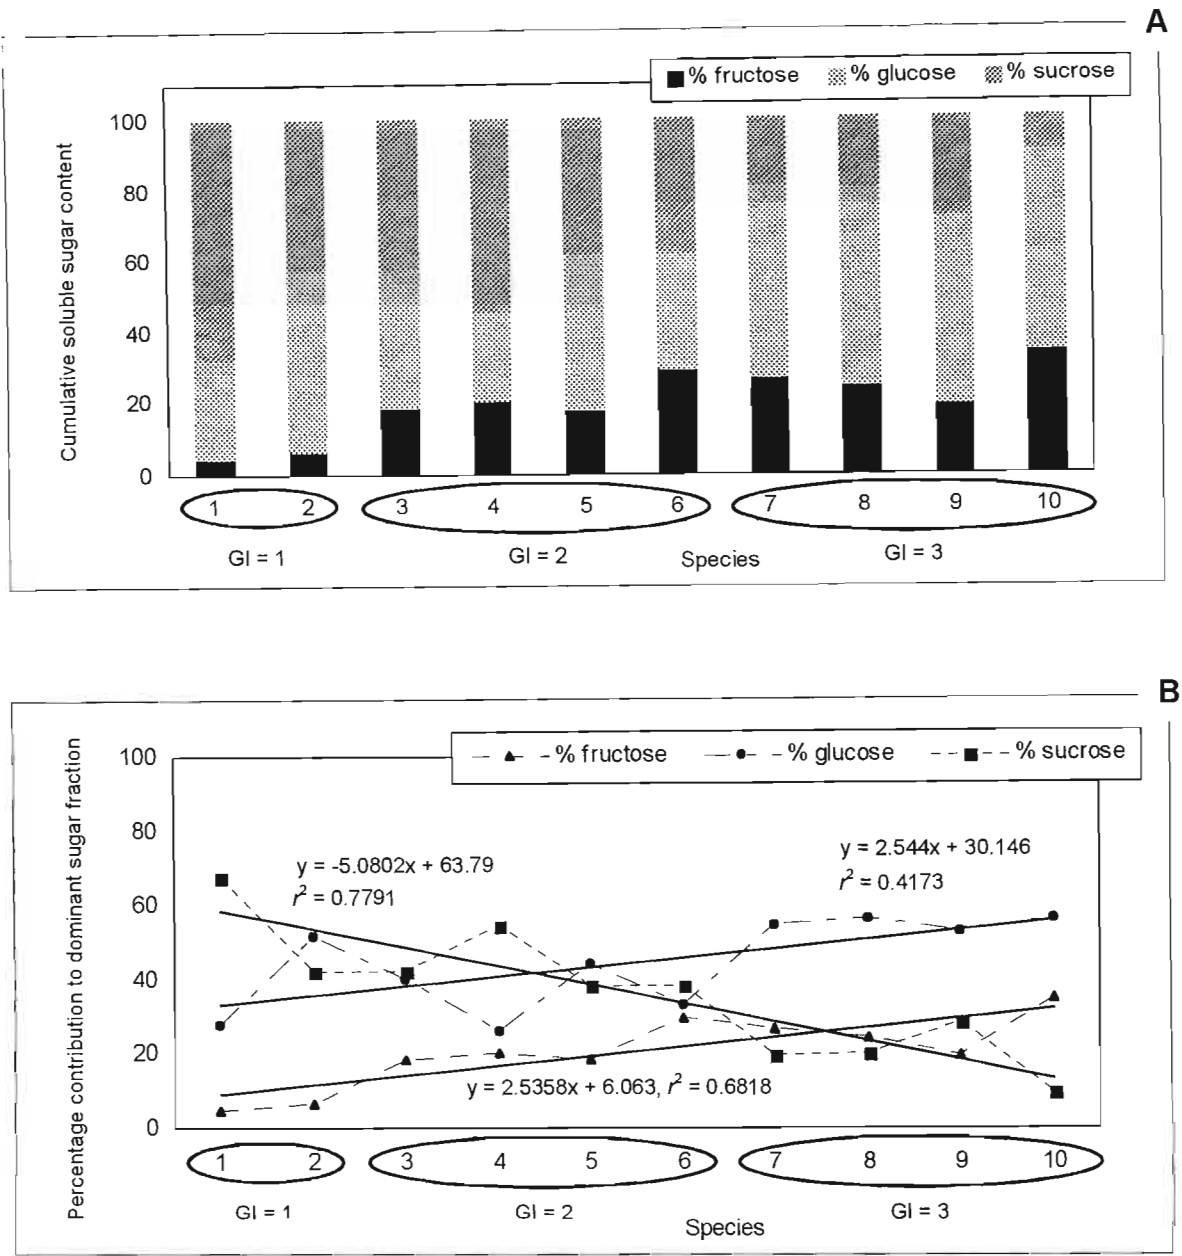 A
% fructose % glucose % sucrose
Cumulative soluble sugar content
100
80
60
40
20
0
1 2 3 4 5 6 7 8 9 10
GI = 1 GI = 2 Species GI = 3
B
% fructose % glucose % sucrose
Percentage contribution to dominant sugar fraction
100
80
60
40
20
0
y = -5.0802x + 63.79
r² = 0.7791
y = 2.544x + 30.146
r² = 0.4173
y = 2.5358x + 6.063, r² = 0.6818
1 2 3 4 5 6 7 8 9 10
GI = 1 GI = 2 GI = 3
Species